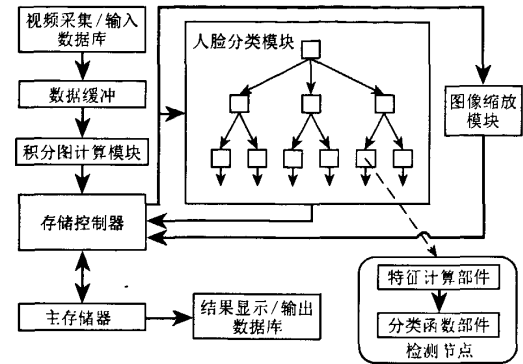 视频采集/输入
数据库
数据缓冲
积分图计算模块
存储控制器
主存储器
人脸分类模块
图像缩放
模块
结果显示/输出
数据库
特征计算部件
分类函数部件
检测节点